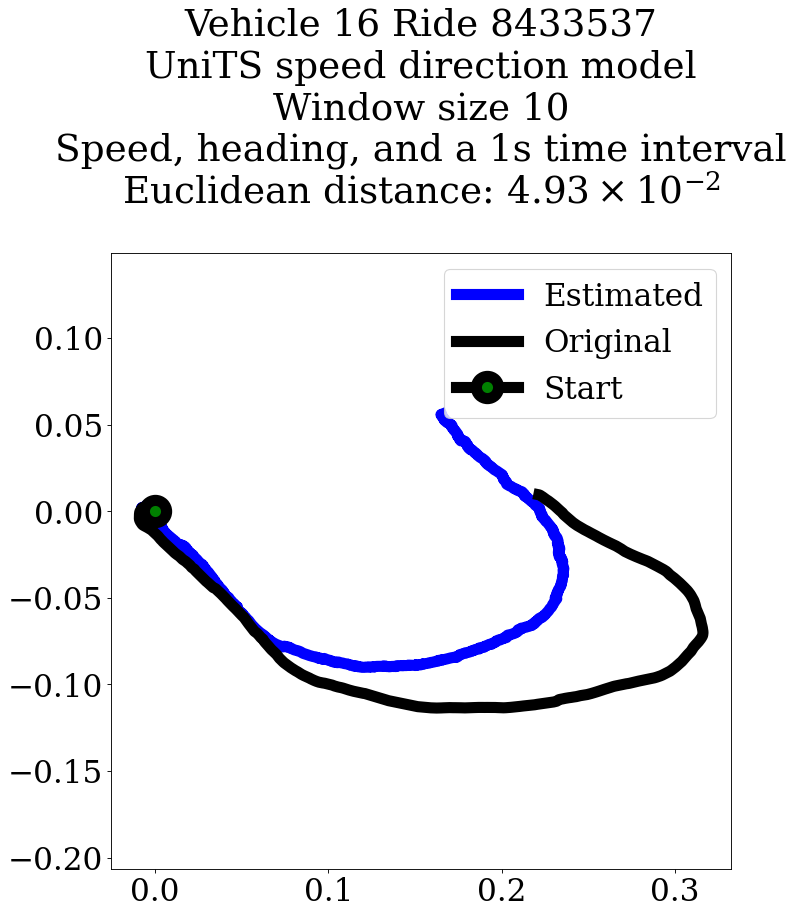 Vehicle 16 Ride 8433537
UniTS speed direction model
Window size 10
Speed, heading, and a 1s time interval
Euclidean distance: 4.93 × 10⁻²
Estimated
Original
Start
0.10
0.05
0.00
−0.05
−0.10
−0.15
−0.20
0.0 0.1 0.2 0.3